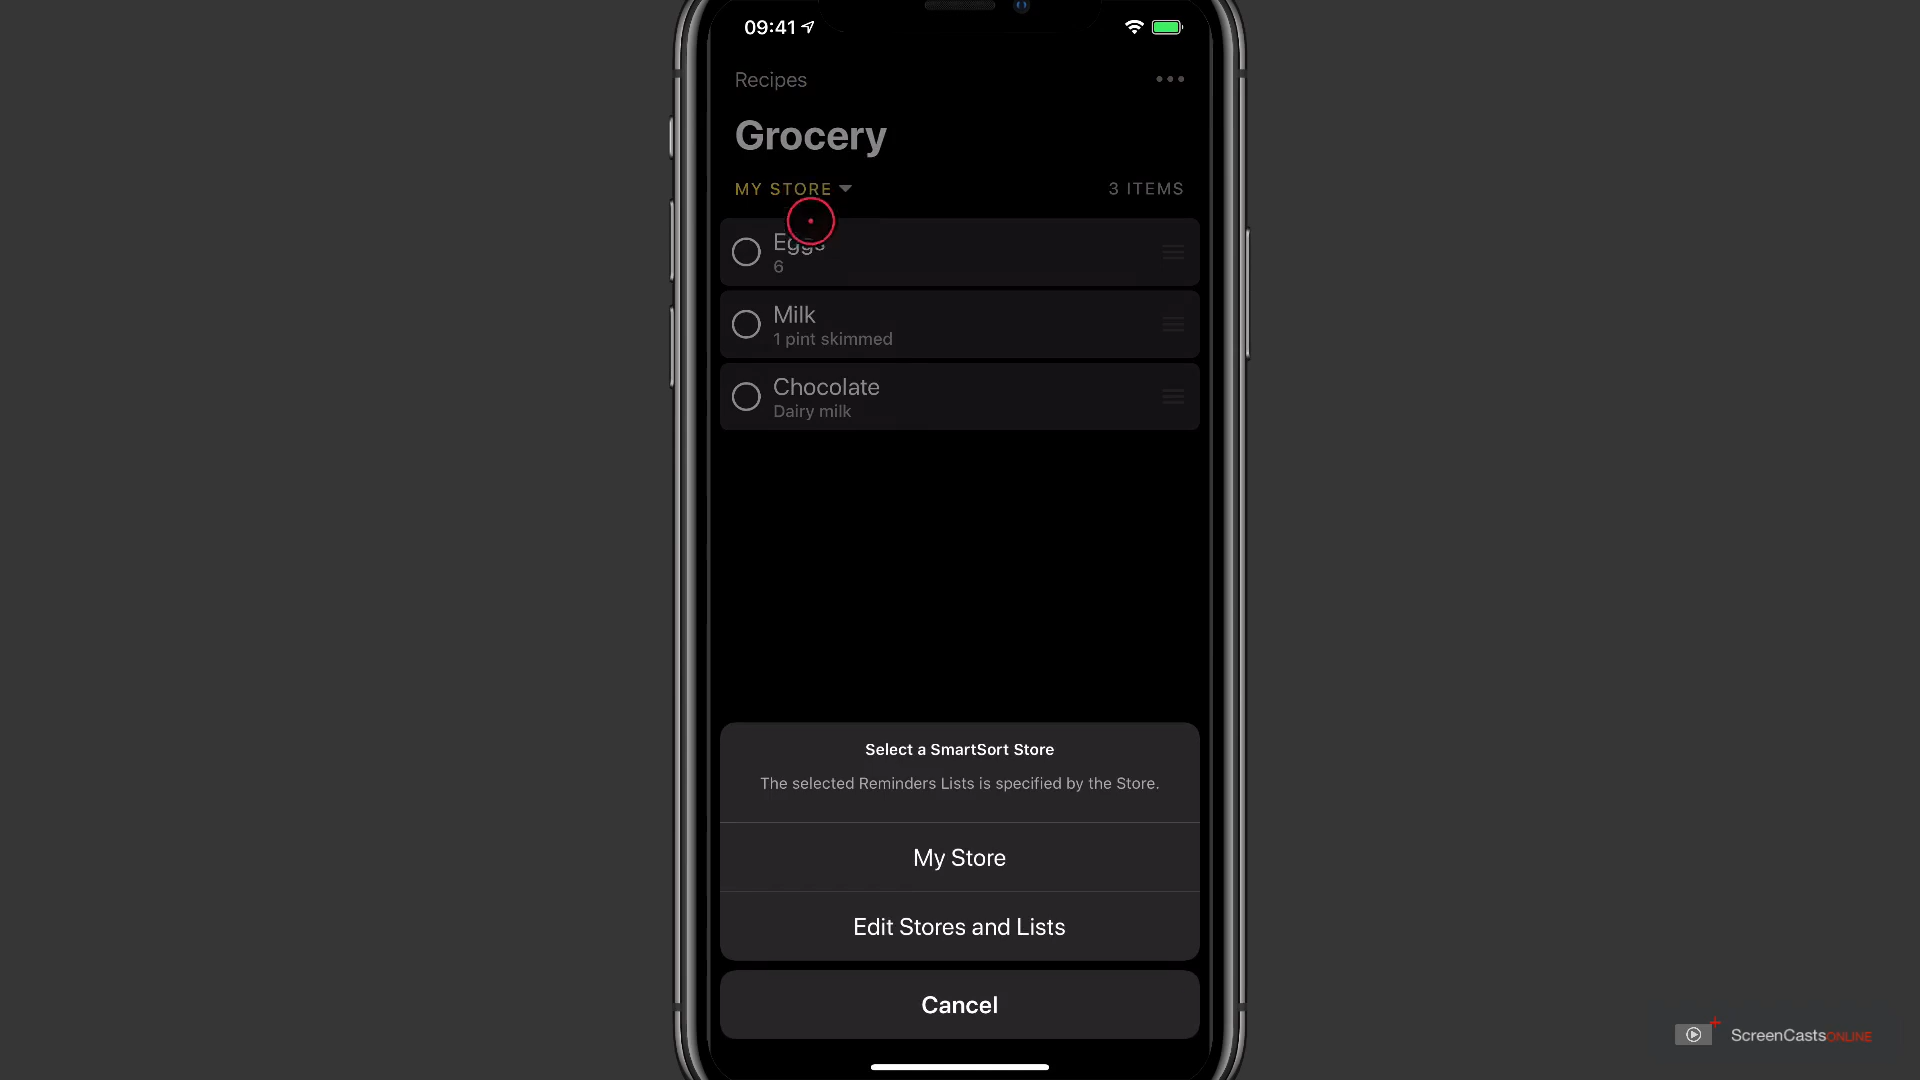 09:41
Recipes
Grocery
MY STORE
3 ITEMS
Eggs
6
Milk
1 pint skimmed
Chocolate
Dairy milk
Select a SmartSort Store
The selected Reminders Lists is specified by the Store.
My Store
Edit Stores and Lists
Cancel
ScreenCastsONLINE